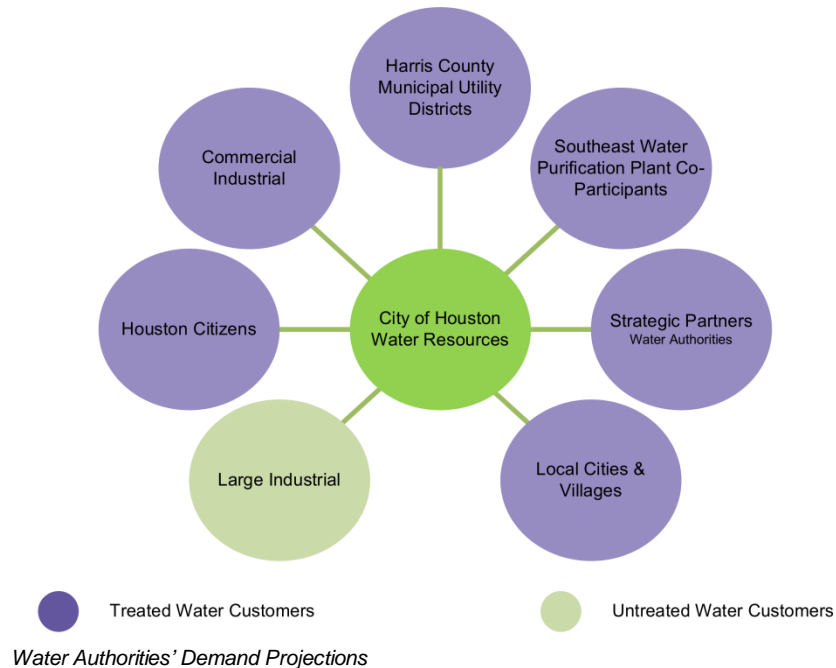 Harris County
Municipal Utility
Districts
Commercial
Industrial
Southeast Water
Purification Plant Co-
Participants
Houston Citizens
City of Houston
Water Resources
Strategic Partners
Water Authorities
Large Industrial
Local Cities &
Villages
Treated Water Customers
Untreated Water Customers
Water Authorities' Demand Projections